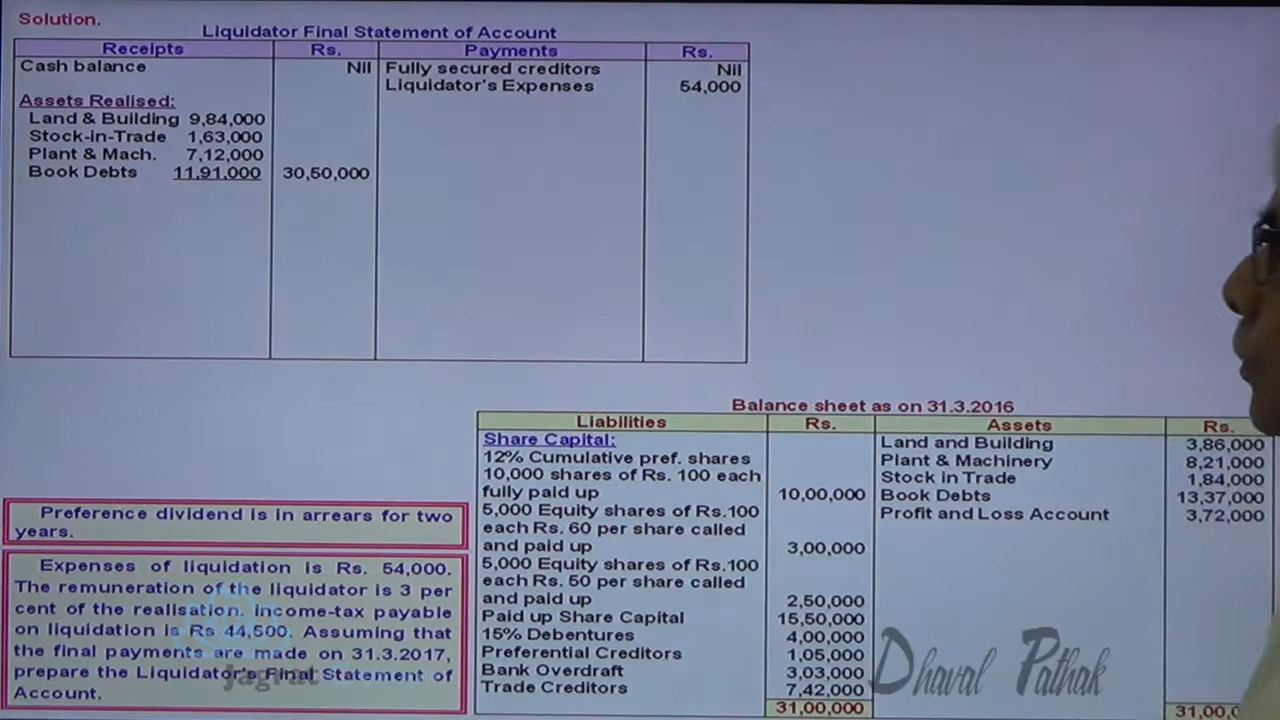 Solution.
Liquidator Final Statement of Account
Receipts Rs. Payments Rs.
Cash balance Nil Fully secured creditors Nil
Liquidator's Expenses 54,000
Assets Realised:
Land & Building 9,84,000
Stock-in-Trade 1,63,000
Plant & Mach. 7,12,000
Book Debts 11,91,000 30,50,000
Balance sheet as on 31.3.2016
Liabilities Rs. Assets Rs.
Share Capital: Land and Building 3,86,000
12% Cumulative pref. shares Plant & Machinery 8,21,000
10,000 shares of Rs. 100 each Stock in Trade 1,84,000
fully paid up 10,00,000 Book Debts 13,37,000
5,000 Equity shares of Rs.100 Profit and Loss Account 3,72,000
each Rs. 60 per share called
and paid up 3,00,000
5,000 Equity shares of Rs.100
each Rs. 50 per share called
and paid up 2,50,000
Paid up Share Capital 15,50,000
15% Debentures 4,00,000
Preferential Creditors 1,05,000
Bank Overdraft 3,03,000
Trade Creditors 7,42,000
31,00,000
Preference dividend is in arrears for two
years.
Expenses of liquidation is Rs. 54,000.
The remuneration of the liquidator is 3 per
cent of the realisation. Income-tax payable
on liquidation is Rs 44,500. Assuming that
the final payments are made on 31.3.2017,
prepare the Liquidator's Final Statement of
Account.
Jagrat
Dhaval Pathak